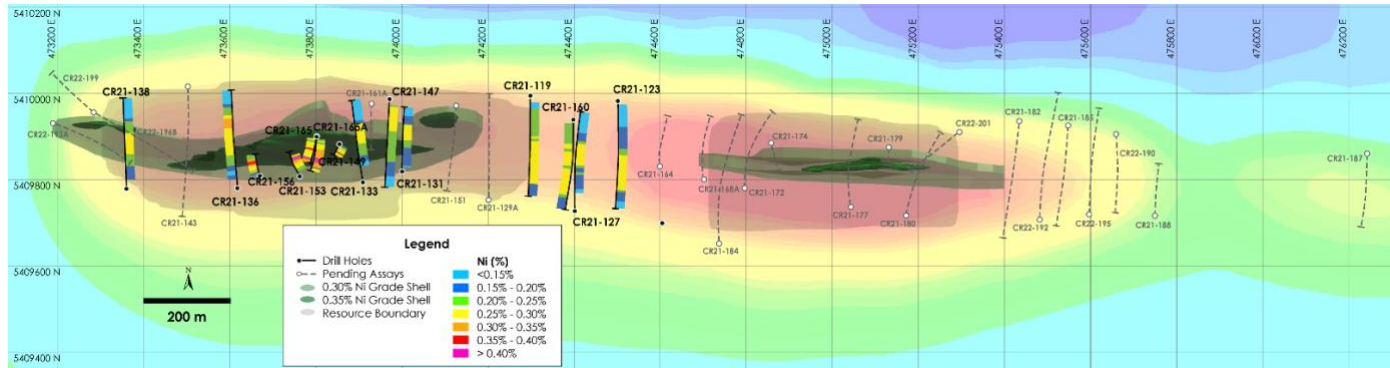 5410200 N
473200 E
473400 E
473600 E
473800 E
474000 E
474200 E
474400 E
474600 E
474800 E
475000 E
475200 E
475400 E
475600 E
475800 E
476000 E
476200 E
CR22-199
CR21-138
CR21-161A
CR21-147
CR21-119
CR21-160
CR21-123
CR21-182
CR21-185
5410000 N
CR22-201
CR21-165
CR21-165A
CR21-174
CR21-179
CR22-190
CR21-187
CR21-149
CR21-164
CR21-168A
CR21-172
5409800 N
CR21-156
CR21-153
CR21-133
CR21-131
CR21-151
CR21-129A
CR21-136
CR21-143
CR21-127
CR21-177
CR21-180
CR21-184
CR22-192
CR22-195
CR21-188
Legend
Drill Holes
Pending Assays
0.30% Ni Grade Shell
0.35% Ni Grade Shell
Resource Boundary
Ni (%)
<0.15%
0.15% - 0.20%
0.20% - 0.25%
0.25% - 0.30%
0.30% - 0.35%
0.35% - 0.40%
> 0.40%
5409600 N
N
200 m
5409400 N